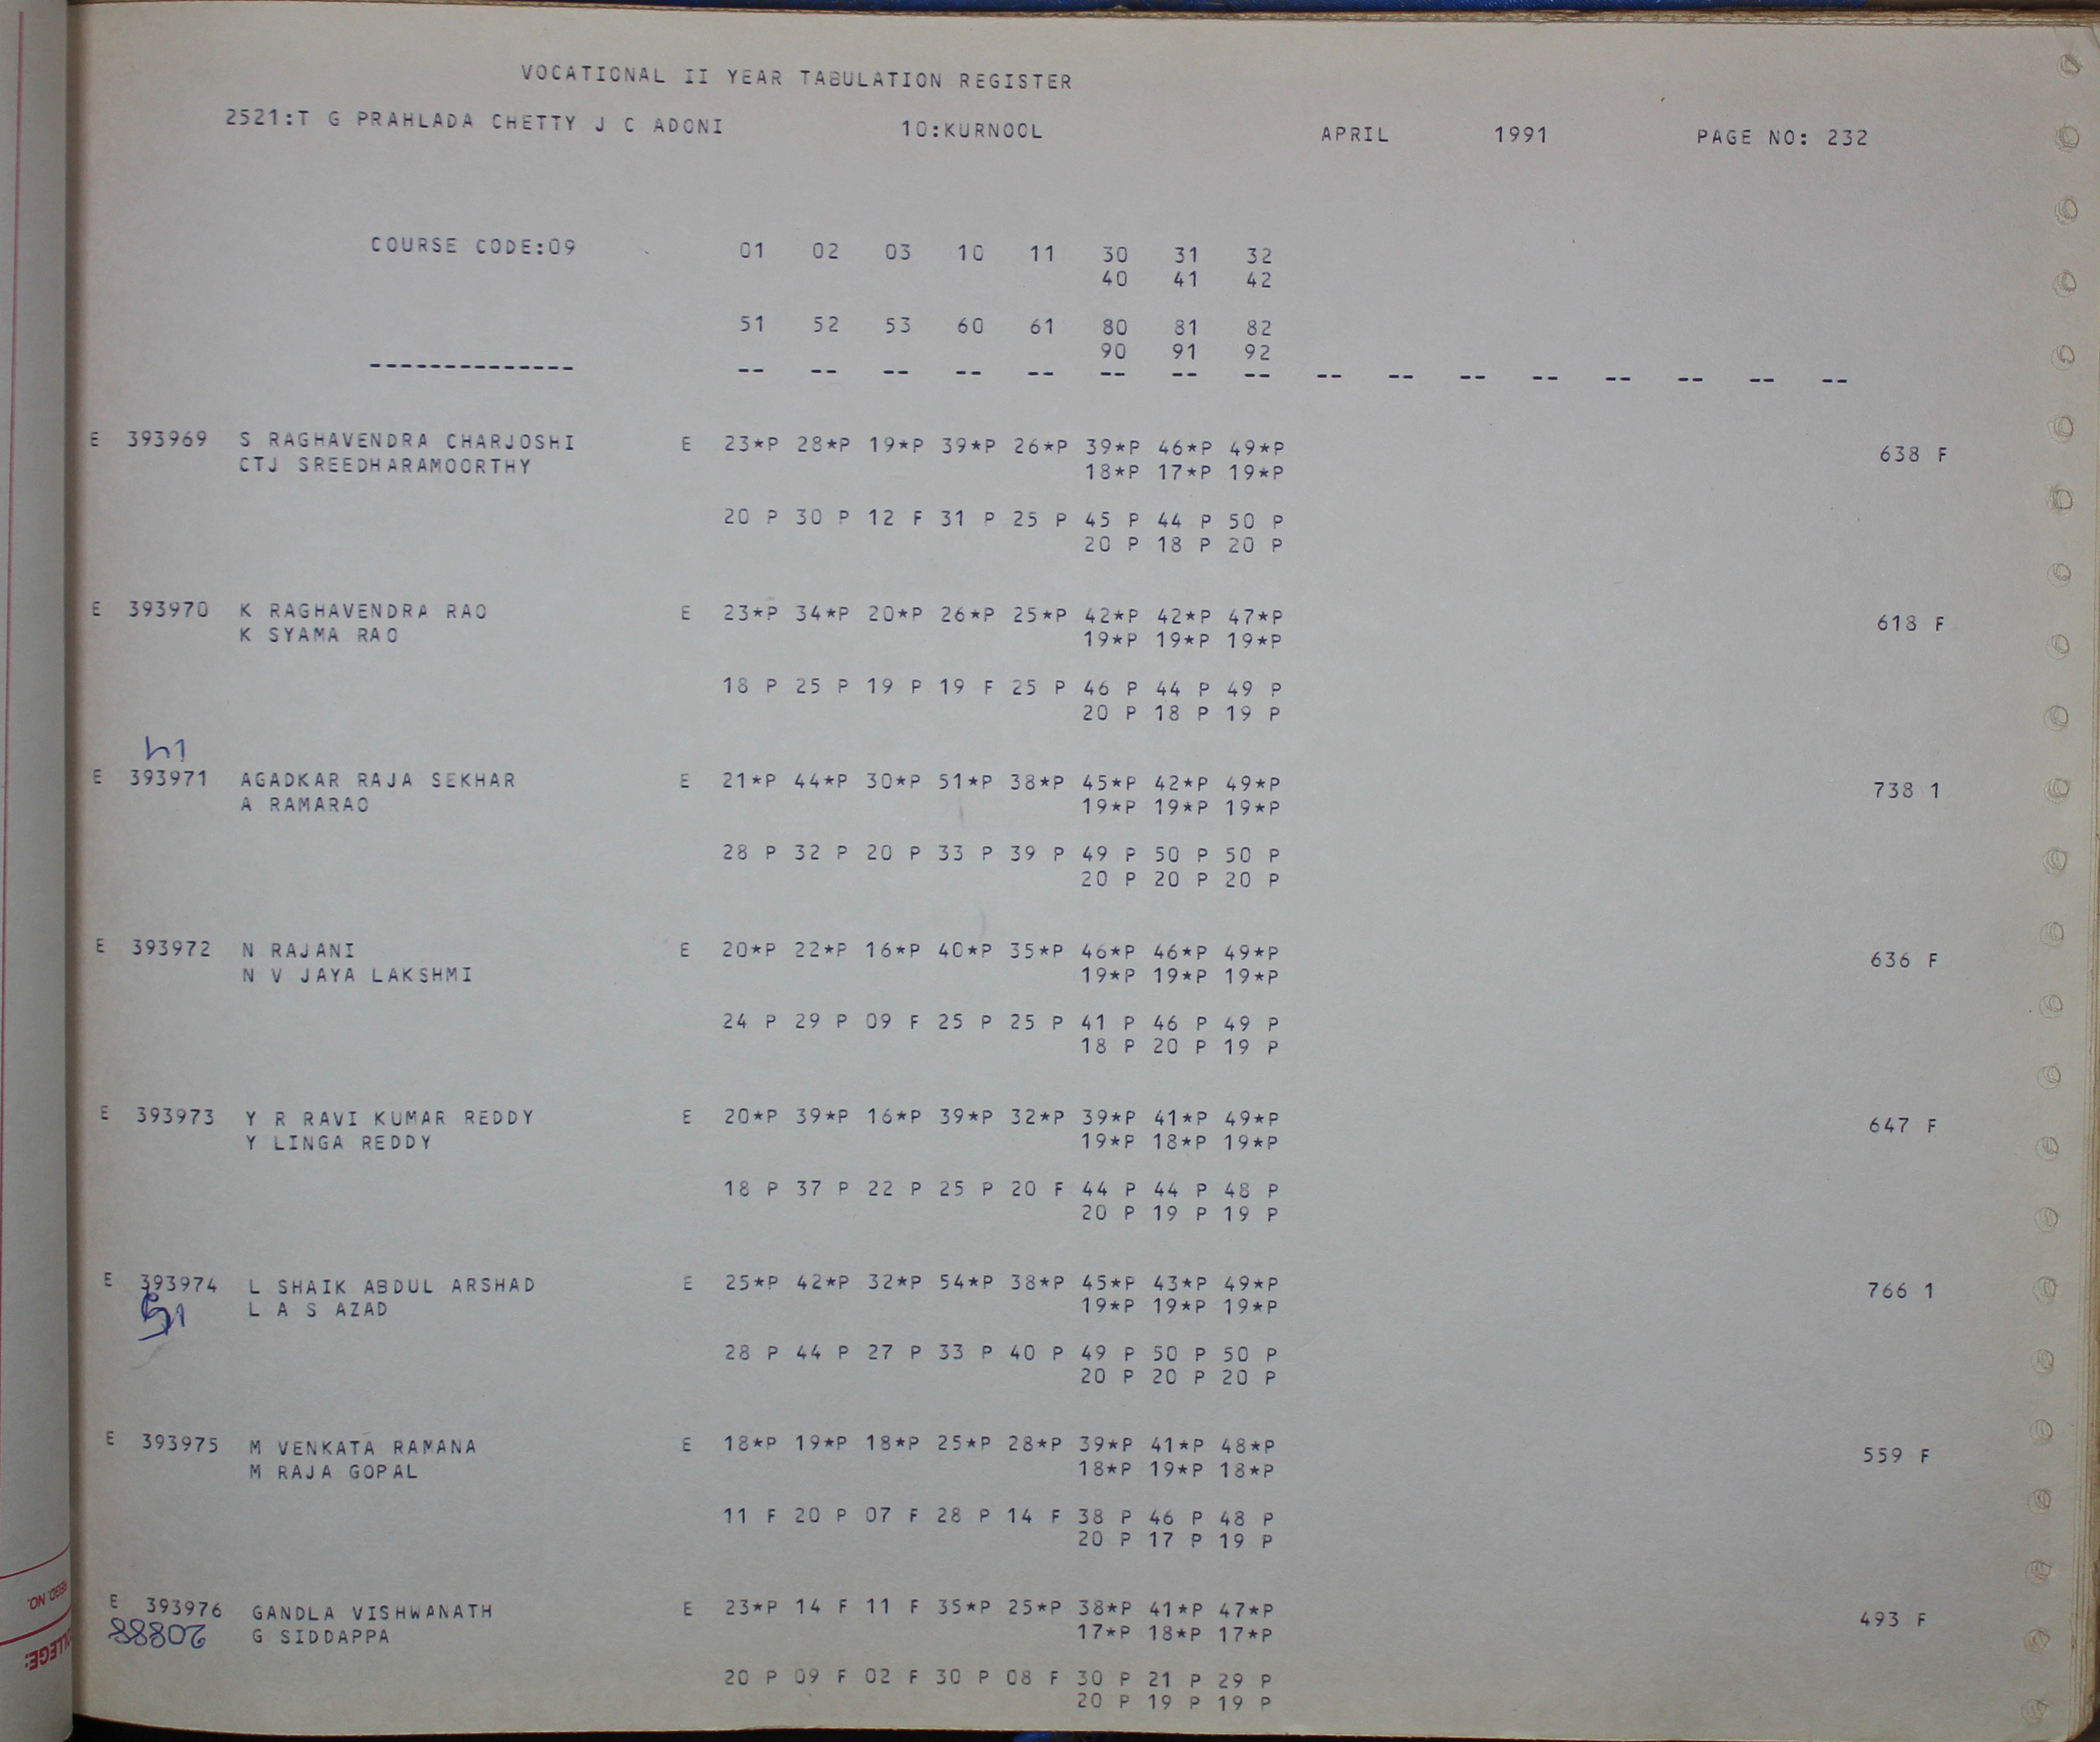 VOCATIONAL II YEAR TABULATION REGISTER
2521:T G PRAHLADA CHETTY J C ADONI 10:KURNOOL APRIL 1991 PAGE NO: 232
COURSE CODE:09 01 02 03 10 11 30 31 32
40 41 42
51 52 53 60 61 80 81 82
90 91 92
-------------- -- -- -- -- -- -- -- -- -- -- -- -- -- -- -- --
E 393969 S RAGHAVENDRA CHARJOSHI E 23*P 28*P 19*P 39*P 26*P 39*P 46*P 49*P 638 F
CTJ SREEDHARAMOORTHY 18*P 17*P 19*P
20 P 30 P 12 F 31 P 25 P 45 P 44 P 50 P
20 P 18 P 20 P
E 393970 K RAGHAVENDRA RAO E 23*P 34*P 20*P 26*P 25*P 42*P 42*P 47*P 618 F
K SYAMA RAO 19*P 19*P 19*P
18 P 25 P 19 P 19 F 25 P 46 P 44 P 49 P
20 P 18 P 19 P
E 393971 AGADKAR RAJA SEKHAR E 21*P 44*P 30*P 51*P 38*P 45*P 42*P 49*P 738 1
A RAMARAO 19*P 19*P 19*P
28 P 32 P 20 P 33 P 39 P 49 P 50 P 50 P
20 P 20 P 20 P
E 393972 N RAJANI E 20*P 22*P 16*P 40*P 35*P 46*P 46*P 49*P 636 F
N V JAYA LAKSHMI 19*P 19*P 19*P
24 P 29 P 09 F 25 P 25 P 41 P 46 P 49 P
18 P 20 P 19 P
E 393973 Y R RAVI KUMAR REDDY E 20*P 39*P 16*P 39*P 32*P 39*P 41*P 49*P 647 F
Y LINGA REDDY 19*P 18*P 19*P
18 P 37 P 22 P 25 P 20 F 44 P 44 P 48 P
20 P 19 P 19 P
E 393974 L SHAIK ABDUL ARSHAD E 25*P 42*P 32*P 54*P 38*P 45*P 43*P 49*P 766 1
L A S AZAD 19*P 19*P 19*P
28 P 44 P 27 P 33 P 40 P 49 P 50 P 50 P
20 P 20 P 20 P
E 393975 M VENKATA RAMANA E 18*P 19*P 18*P 25*P 28*P 39*P 41*P 48*P 559 F
M RAJA GOPAL 18*P 19*P 18*P
11 F 20 P 07 F 28 P 14 F 38 P 46 P 48 P
20 P 17 P 19 P
E 393976 GANDLA VISHWANATH E 23*P 14 F 11 F 35*P 25*P 38*P 41*P 47*P 493 F
20888 G SIDDAPPA 17*P 18*P 17*P
20 P 09 F 02 F 30 P 08 F 30 P 21 P 29 P
20 P 19 P 19 P
REGD. NO.